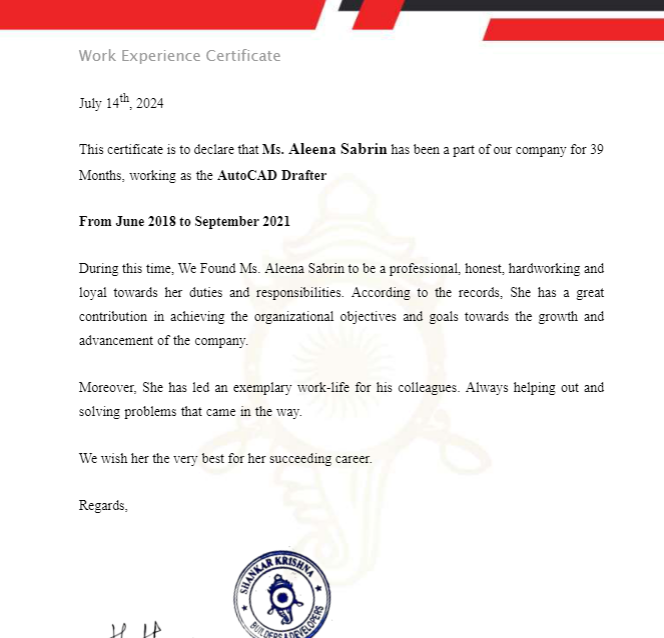 Work Experience Certificate
July 14th, 2024
This certificate is to declare that Ms. Aleena Sabrin has been a part of our company for 39
Months, working as the AutoCAD Drafter
From June 2018 to September 2021
During this time, We Found Ms. Aleena Sabrin to be a professional, honest, hardworking and
loyal towards her duties and responsibilities. According to the records, She has a great
contribution in achieving the organizational objectives and goals towards the growth and
advancement of the company.
Moreover, She has led an exemplary work-life for his colleagues. Always helping out and
solving problems that came in the way.
We wish her the very best for her succeeding career.
Regards,
SHANKAR KRISHNA
BUILDERS & DEVELOPERS